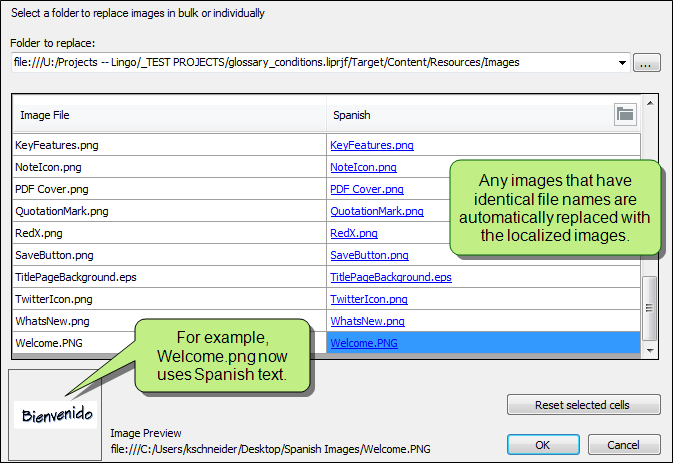 Select a folder to replace images in bulk or individually
Folder to replace:
file:///U:/Projects -- Lingo/_TEST PROJECTS/glossary_conditions.liprjf/Target/Content/Resources/Images
...
Image File Spanish
KeyFeatures.png KeyFeatures.png
NoteIcon.png NoteIcon.png
PDF Cover.png PDF Cover.png
QuotationMark.png QuotationMark.png
RedX.png RedX.png
SaveButton.png SaveButton.png
TitlePageBackground.eps TitlePageBackground.eps
TwitterIcon.png TwitterIcon.png
WhatsNew.png WhatsNew.png
Welcome.PNG Welcome.PNG
Any images that have
identical file names are
automatically replaced with
the localized images.
For example,
Welcome.png now
uses Spanish text.
Bienvenido
Image Preview
file:///C:/Users/kschneider/Desktop/Spanish Images/Welcome.PNG
Reset selected cells
OK Cancel